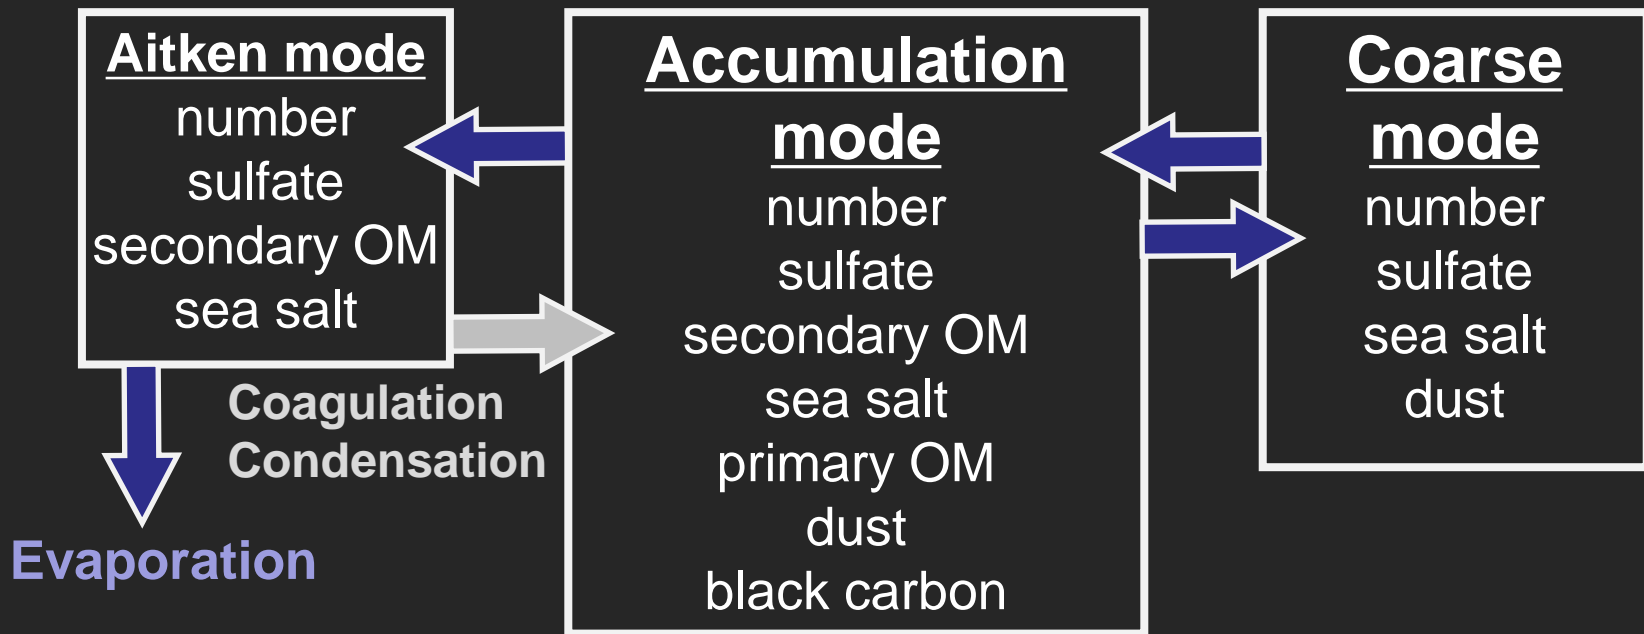 Aitken mode
number
sulfate
secondary OM
sea salt
Coagulation
Condensation
Evaporation
Accumulation
mode
number
sulfate
secondary OM
sea salt
primary OM
dust
black carbon
Coarse
mode
number
sulfate
sea salt
dust